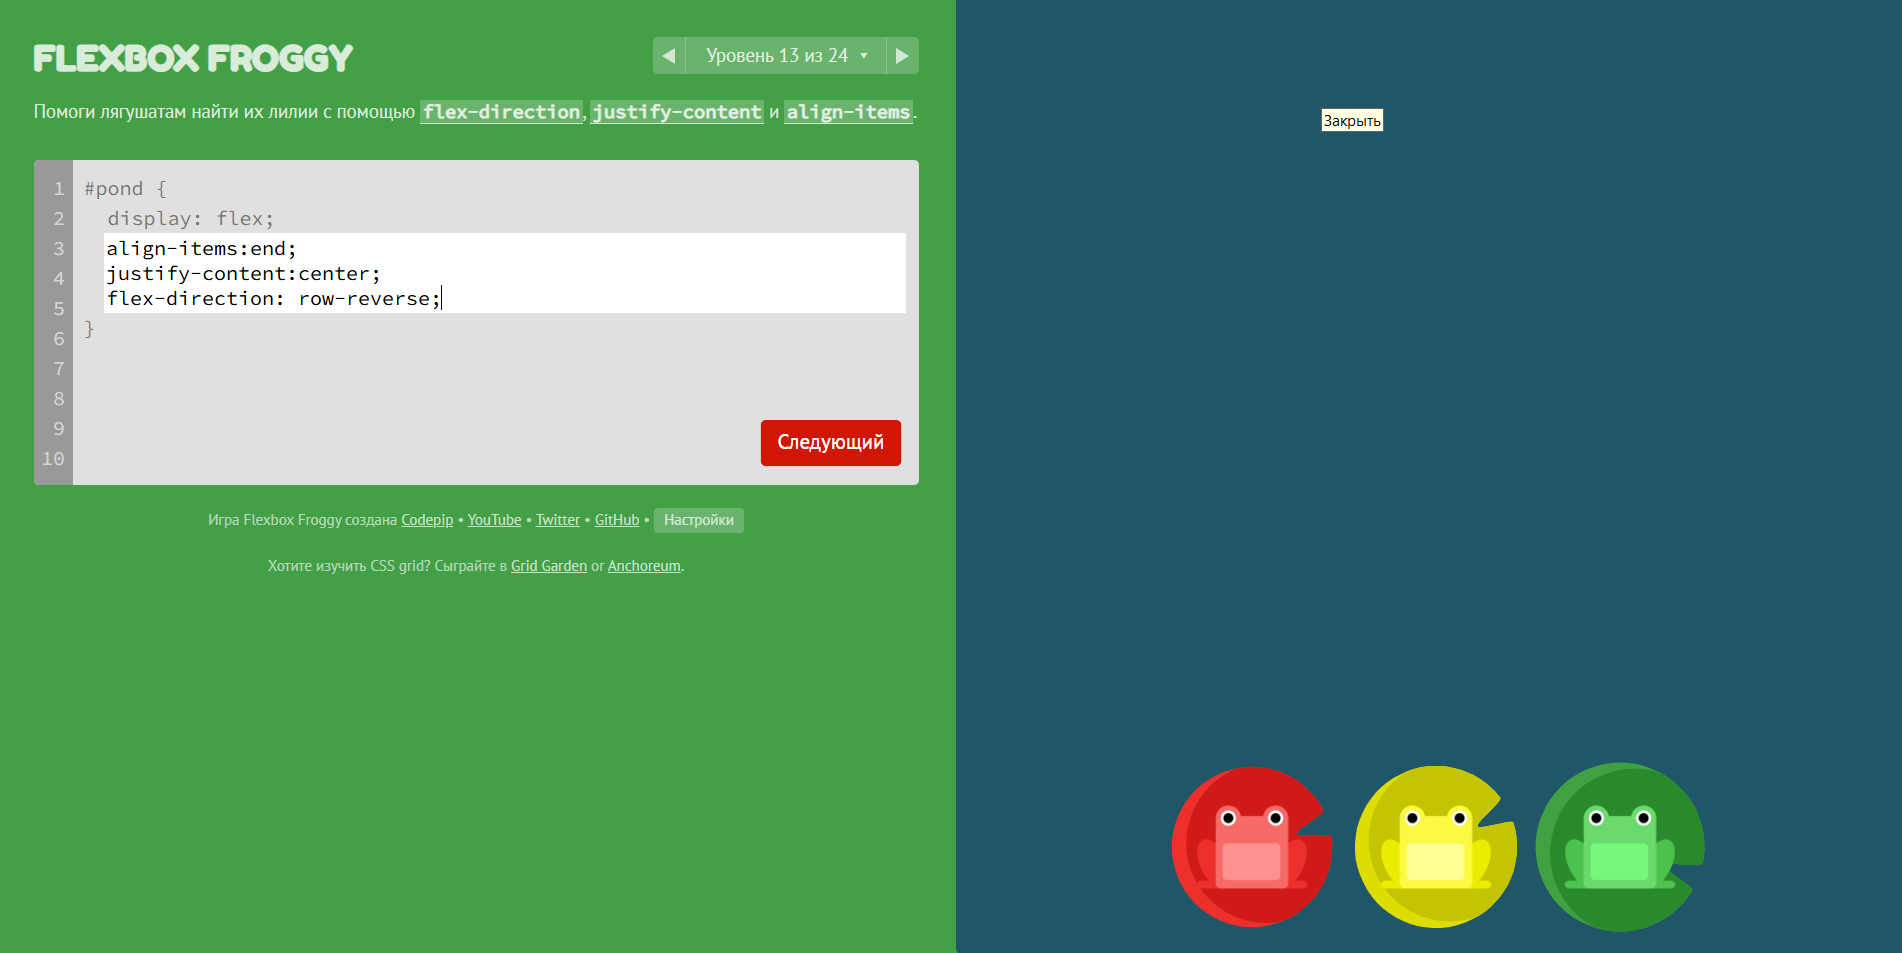 FLEXBOX FROGGY
◀ Уровень 13 из 24 ▾ ▶
Помоги лягушатам найти их лилии с помощью flex-direction, justify-content и align-items.
Закрыть
1 #pond {
2 display: flex;
3 align-items:end;
4 justify-content:center;
5 flex-direction: row-reverse;
6 }
7
8
9
10
Следующий
Игра Flexbox Froggy создана Codepip • YouTube • Twitter • GitHub • Настройки
Хотите изучить CSS grid? Сыграйте в Grid Garden or Anchoreum.